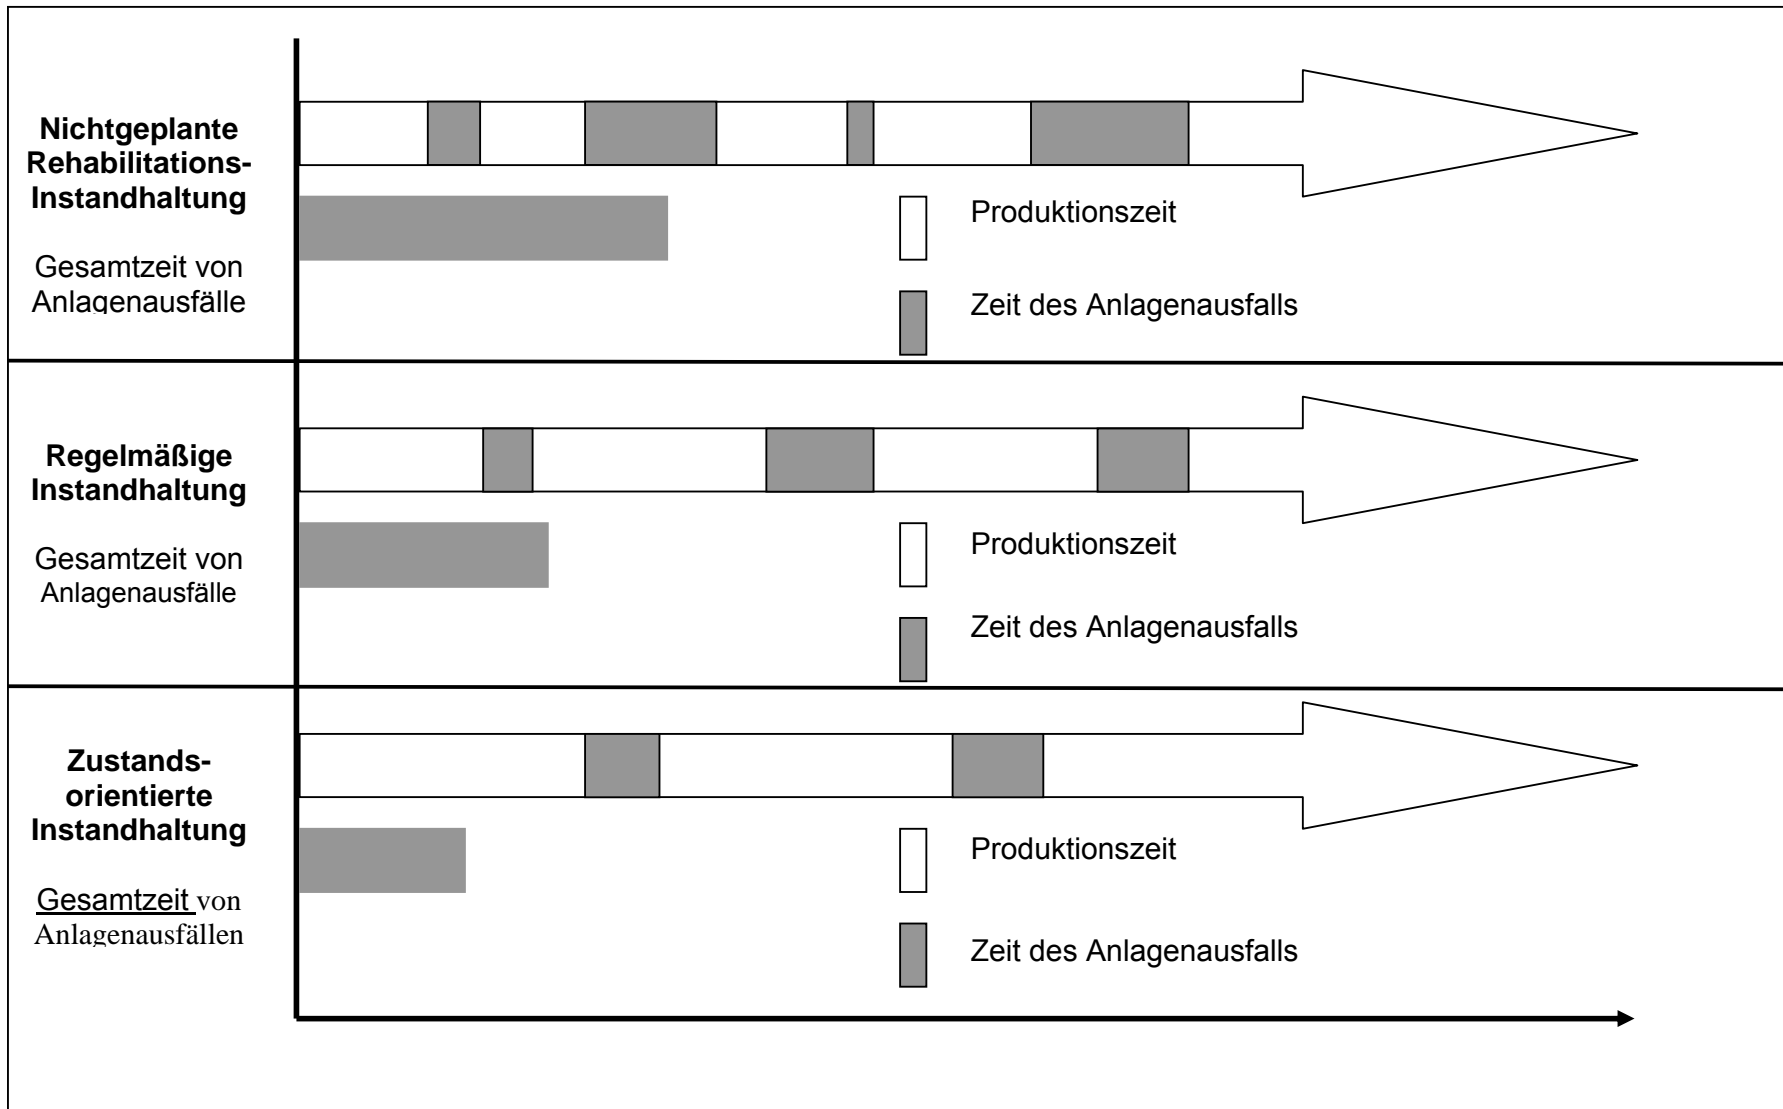 Nichtgeplante
Rehabilitations-
Instandhaltung
Gesamtzeit von
Anlagenausfälle
Produktionszeit
Zeit des Anlagenausfalls
Regelmäßige
Instandhaltung
Gesamtzeit von
Anlagenausfälle
Produktionszeit
Zeit des Anlagenausfalls
Zustands-
orientierte
Instandhaltung
Gesamtzeit von
Anlagenausfällen
Produktionszeit
Zeit des Anlagenausfalls